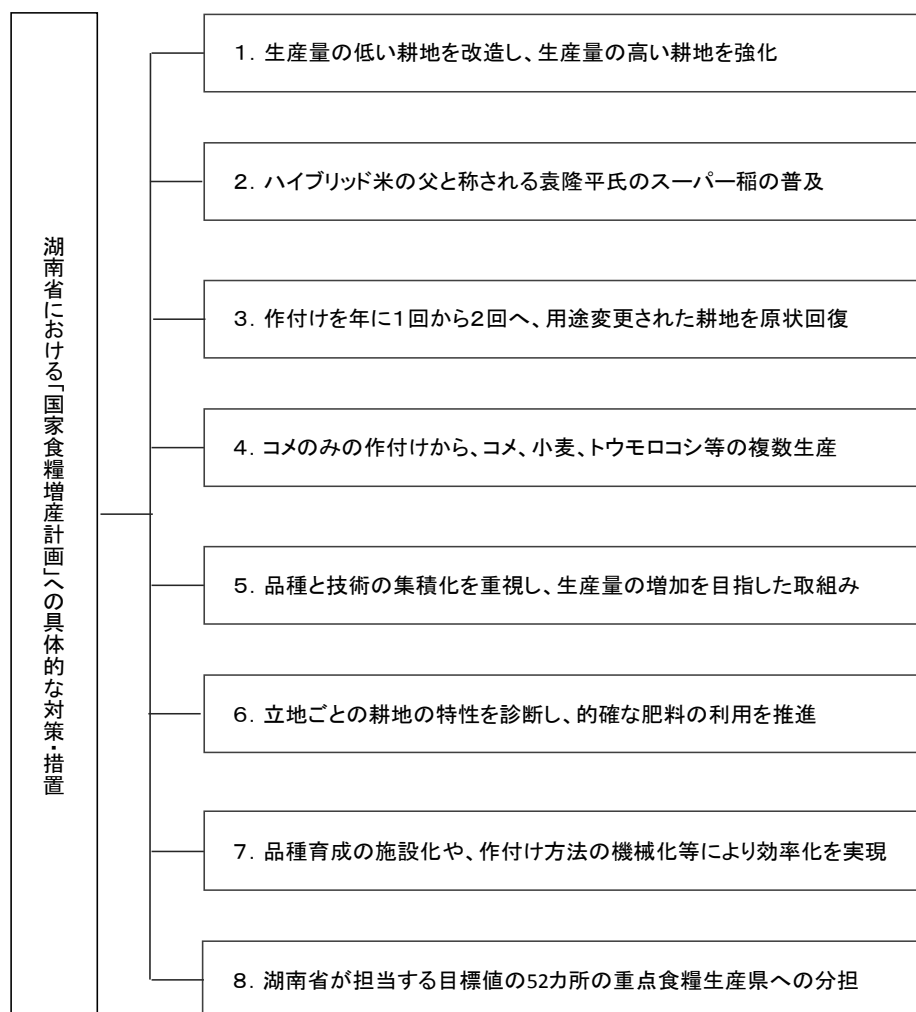 湖南省における「国家食糧増産計画」への具体的な対策・措置
1．生産量の低い耕地を改造し、生産量の高い耕地を強化
2．ハイブリッド米の父と称される袁隆平氏のスーパー稲の普及
3．作付けを年に1回から2回へ、用途変更された耕地を原状回復
4．コメのみの作付けから、コメ、小麦、トウモロコシ等の複数生産
5．品種と技術の集積化を重視し、生産量の増加を目指した取組み
6．立地ごとの耕地の特性を診断し、的確な肥料の利用を推進
7．品種育成の施設化や、作付け方法の機械化等により効率化を実現
8．湖南省が担当する目標値の52カ所の重点食糧生産県への分担